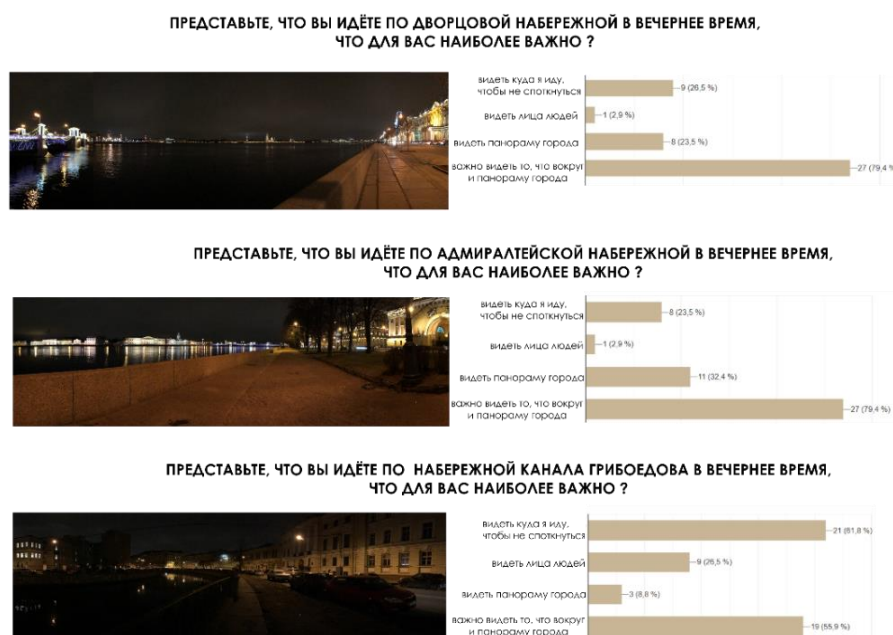 ПРЕДСТАВЬТЕ, ЧТО ВЫ ИДЁТЕ ПО ДВОРЦОВОЙ НАБЕРЕЖНОЙ В ВЕЧЕРНЕЕ ВРЕМЯ,
ЧТО ДЛЯ ВАС НАИБОЛЕЕ ВАЖНО ?
видеть куда я иду,
чтобы не споткнуться
9 (26,5 %)
видеть лица людей
1 (2,9 %)
видеть панораму города
8 (23,5 %)
важно видеть то, что вокруг
и панораму города
27 (79,4 %
ПРЕДСТАВЬТЕ, ЧТО ВЫ ИДЁТЕ ПО АДМИРАЛТЕЙСКОЙ НАБЕРЕЖНОЙ В ВЕЧЕРНЕЕ ВРЕМЯ,
ЧТО ДЛЯ ВАС НАИБОЛЕЕ ВАЖНО ?
видеть куда я иду,
чтобы не споткнуться
8 (23,5 %)
видеть лица людей
1 (2,9 %)
видеть панораму города
11 (32,4 %)
важно видеть то, что вокруг
и панораму города
27 (79,4 %)
ПРЕДСТАВЬТЕ, ЧТО ВЫ ИДЁТЕ ПО НАБЕРЕЖНОЙ КАНАЛА ГРИБОЕДОВА В ВЕЧЕРНЕЕ ВРЕМЯ,
ЧТО ДЛЯ ВАС НАИБОЛЕЕ ВАЖНО ?
видеть куда я иду,
чтобы не споткнуться
21 (61,8 %)
видеть лица людей
9 (26,5 %)
видеть панораму города
3 (8,8 %)
важно видеть то, что вокруг
и панораму города
19 (55,9 %)